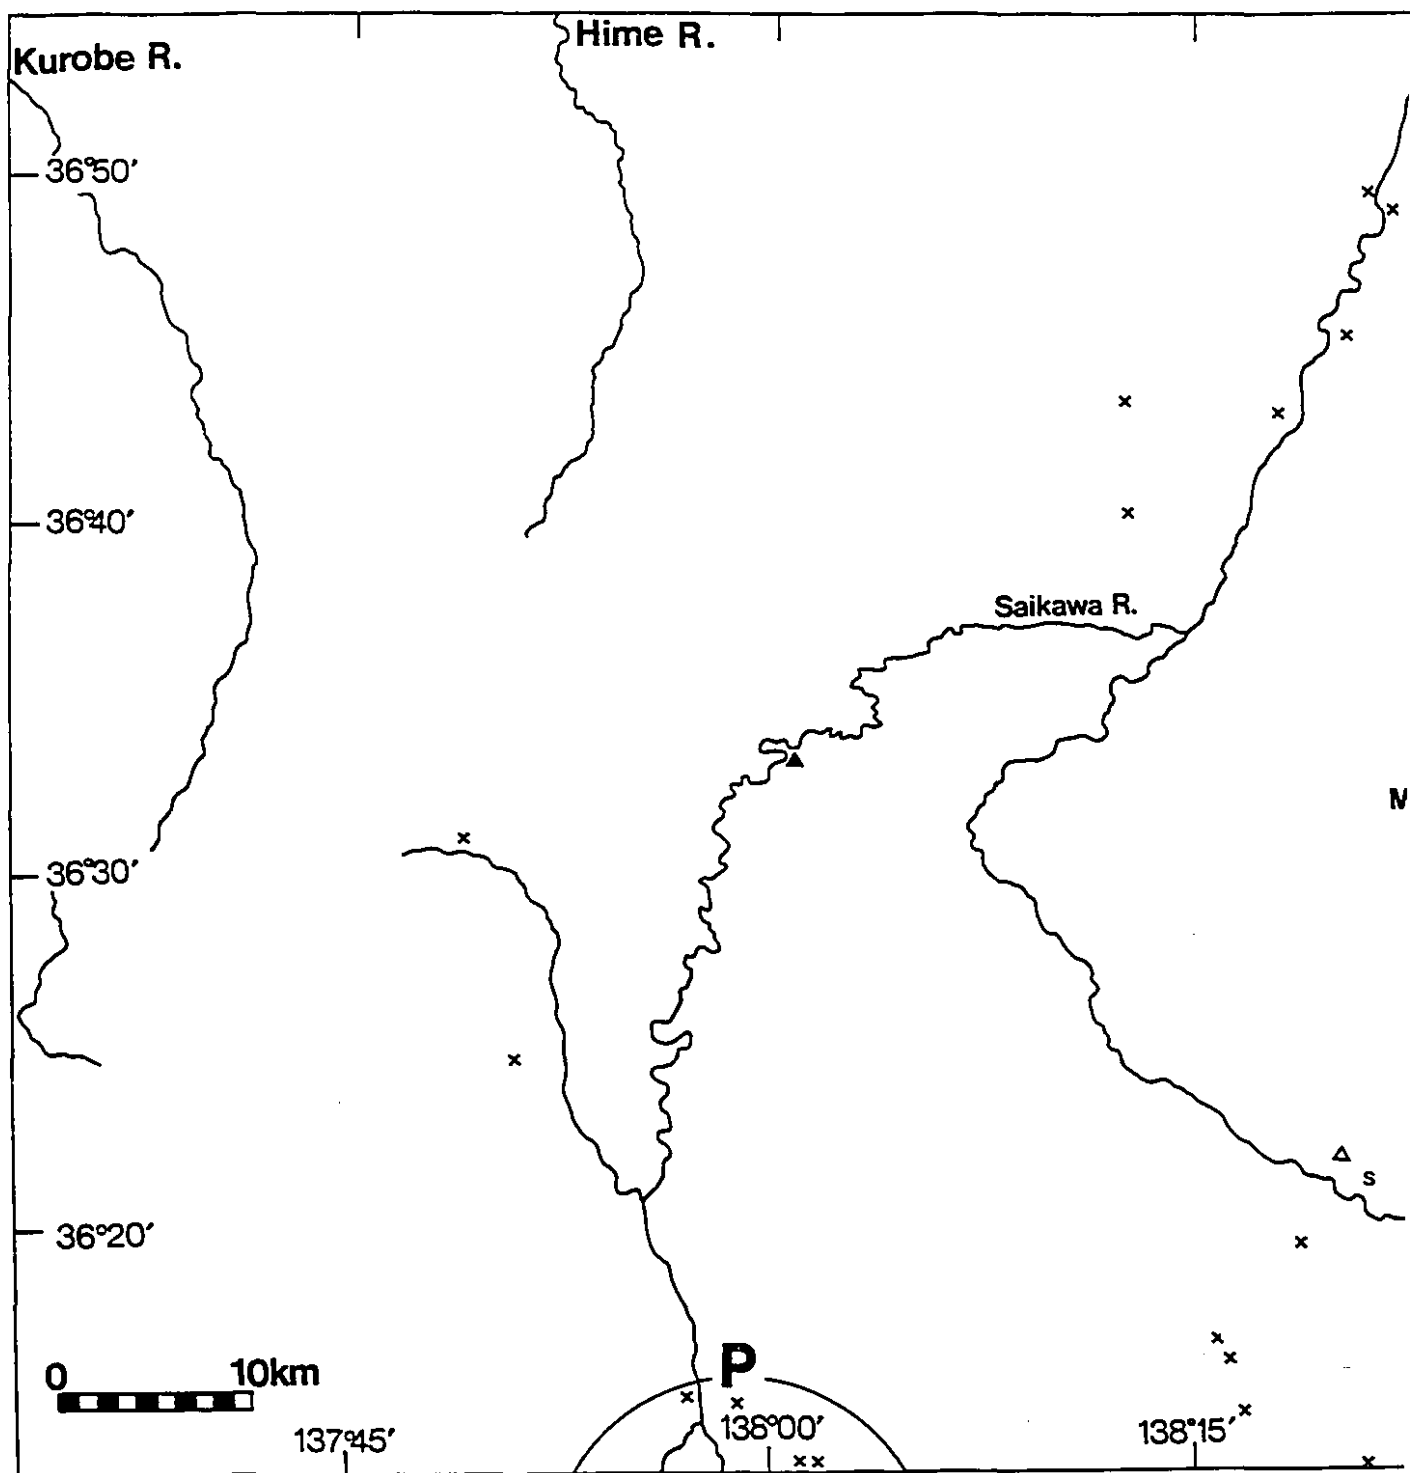 Hime R.
Kurobe R.
36°50′
36°40′
Saikawa R.
M
36°30′
s
36°20′
P
0 10km
138°00′
137°45′
138°15′